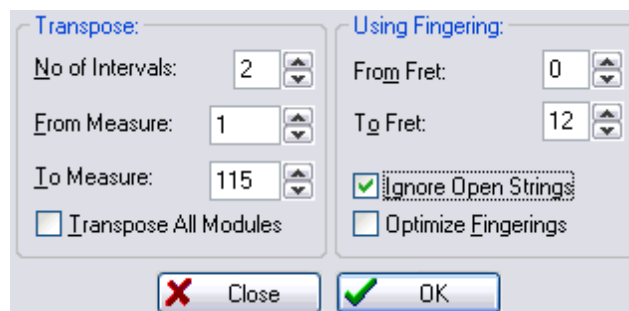 Transpose:
No of Intervals: 2
From Measure: 1
To Measure: 115
Transpose All Modules
Using Fingering:
From Fret: 0
To Fret: 12
Ignore Open Strings
Optimize Fingerings
Close
OK